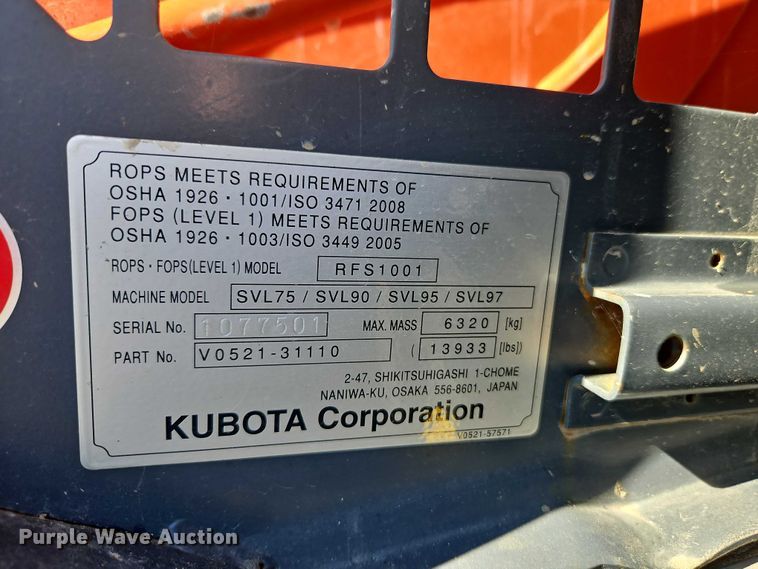 ROPS MEETS REQUIREMENTS OF
OSHA 1926・1001/ISO 3471 2008
FOPS (LEVEL 1) MEETS REQUIREMENTS OF
OSHA 1926・1003/ISO 3449 2005
ROPS・FOPS(LEVEL 1) MODEL RFS1001
MACHINE MODEL SVL75 / SVL90 / SVL95 / SVL97
SERIAL No. 1077501 MAX. MASS 6320 [kg]
PART No. V0521-31110 ( 13933 [lbs])
2-47, SHIKITSUHIGASHI 1-CHOME
NANIWA-KU, OSAKA 556-8601, JAPAN
KUBOTA Corporation
V0521-57571
Purple Wave Auction